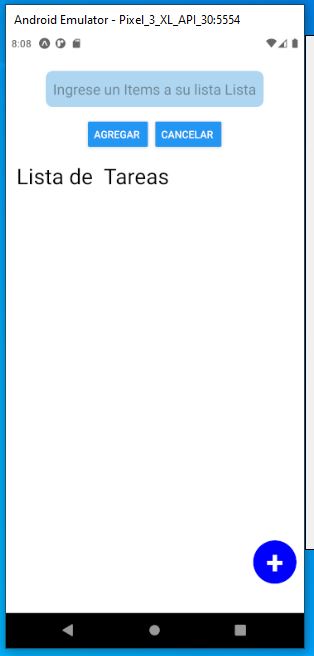 Android Emulator - Pixel_3_XL_API_30:5554
8:08
Ingrese un Items a su lista Lista
AGREGAR CANCELAR
Lista de  Tareas
+